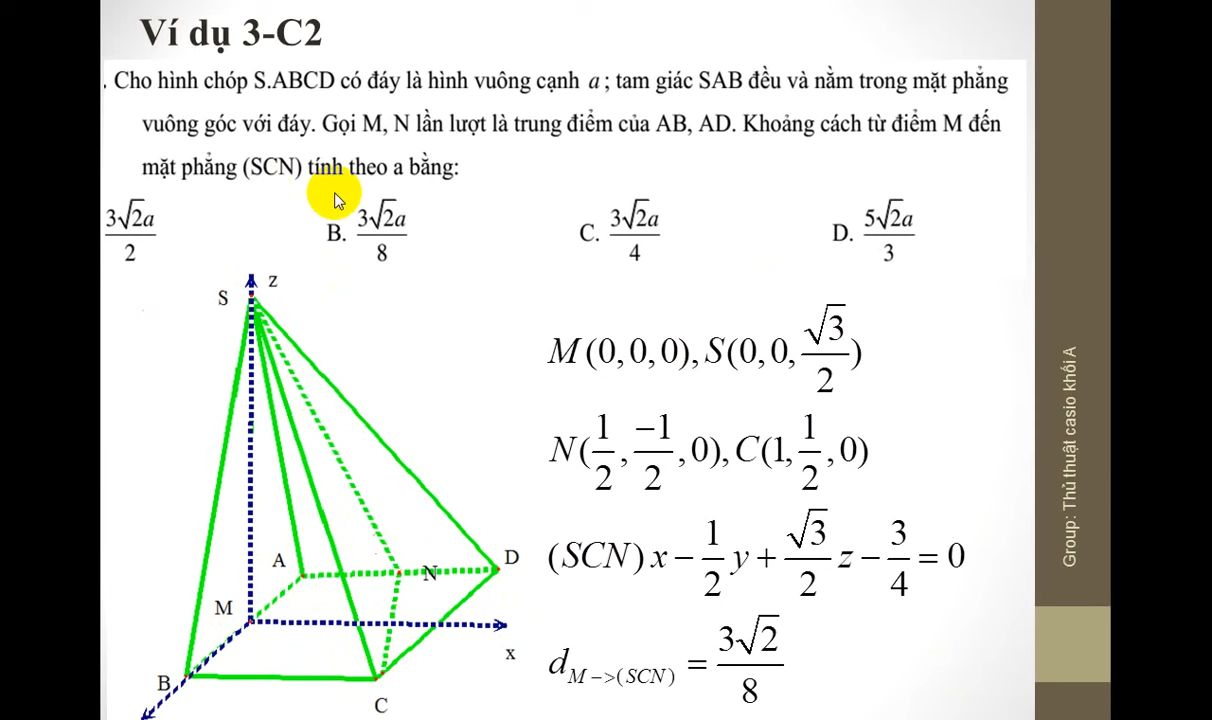 Ví dụ 3-C2
. Cho hình chóp S.ABCD có đáy là hình vuông cạnh a; tam giác SAB đều và nằm trong mặt phẳng
vuông góc với đáy. Gọi M, N lần lượt là trung điểm của AB, AD. Khoảng cách từ điểm M đến
mặt phẳng (SCN) tính theo a bằng:
3√2a/2 B. 3√2a/8 C. 3√2a/4 D. 5√2a/3
z
S
A
N
D
M
x
B
C
M(0,0,0), S(0,0,√3/2)
N(1/2,-1/2,0), C(1,1/2,0)
(SCN) x - 1/2 y + √3/2 z - 3/4 = 0
d M->(SCN) = 3√2/8
Group: Thủ thuật casio khối A